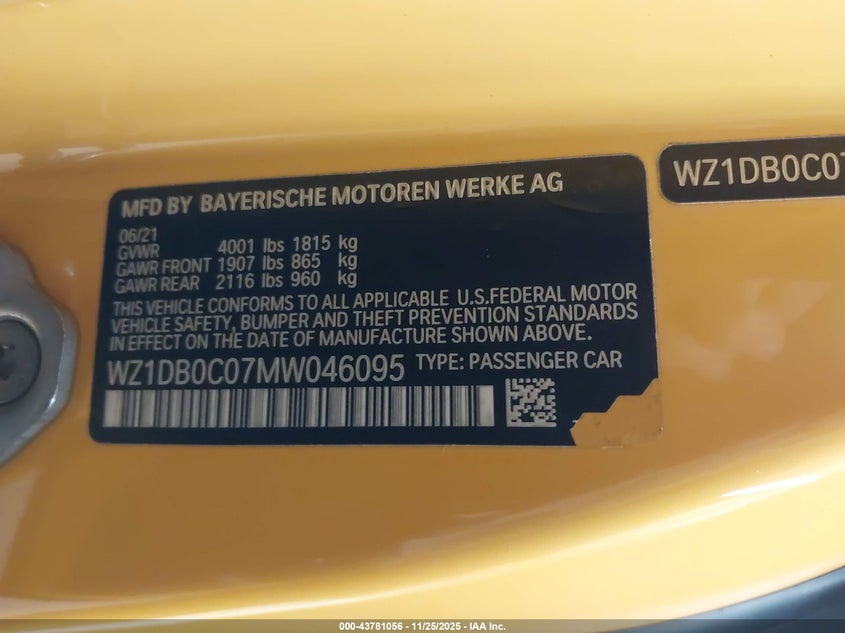 MFD BY BAYERISCHE MOTOREN WERKE AG
06/21
GVWR 4001 lbs 1815 kg
GAWR FRONT 1907 lbs 865 kg
GAWR REAR 2116 lbs 960 kg
THIS VEHICLE CONFORMS TO ALL APPLICABLE U.S.FEDERAL MOTOR
VEHICLE SAFETY, BUMPER AND THEFT PREVENTION STANDARDS
IN EFFECT ON THE DATE OF MANUFACTURE SHOWN ABOVE.
WZ1DB0C07MW046095 TYPE: PASSENGER CAR
WZ1DB0C07
000-43781056 - 11/25/2025 - IAA Inc.